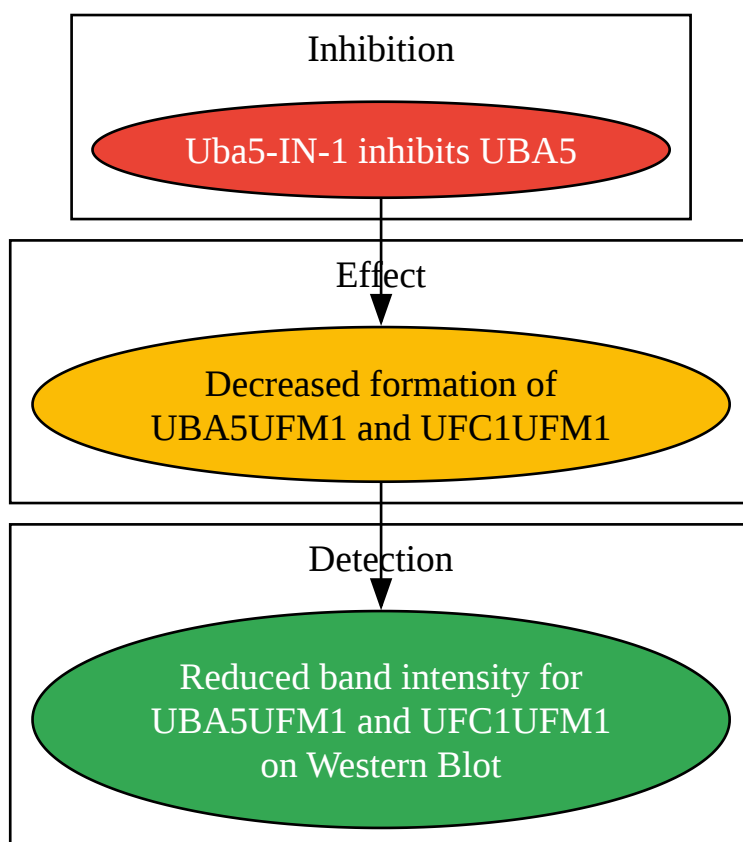 Inhibition
Uba5-IN-1 inhibits UBA5
Effect
Decreased formation of
UBA5UFM1 and UFC1UFM1
Detection
Reduced band intensity for
UBA5UFM1 and UFC1UFM1
on Western Blot